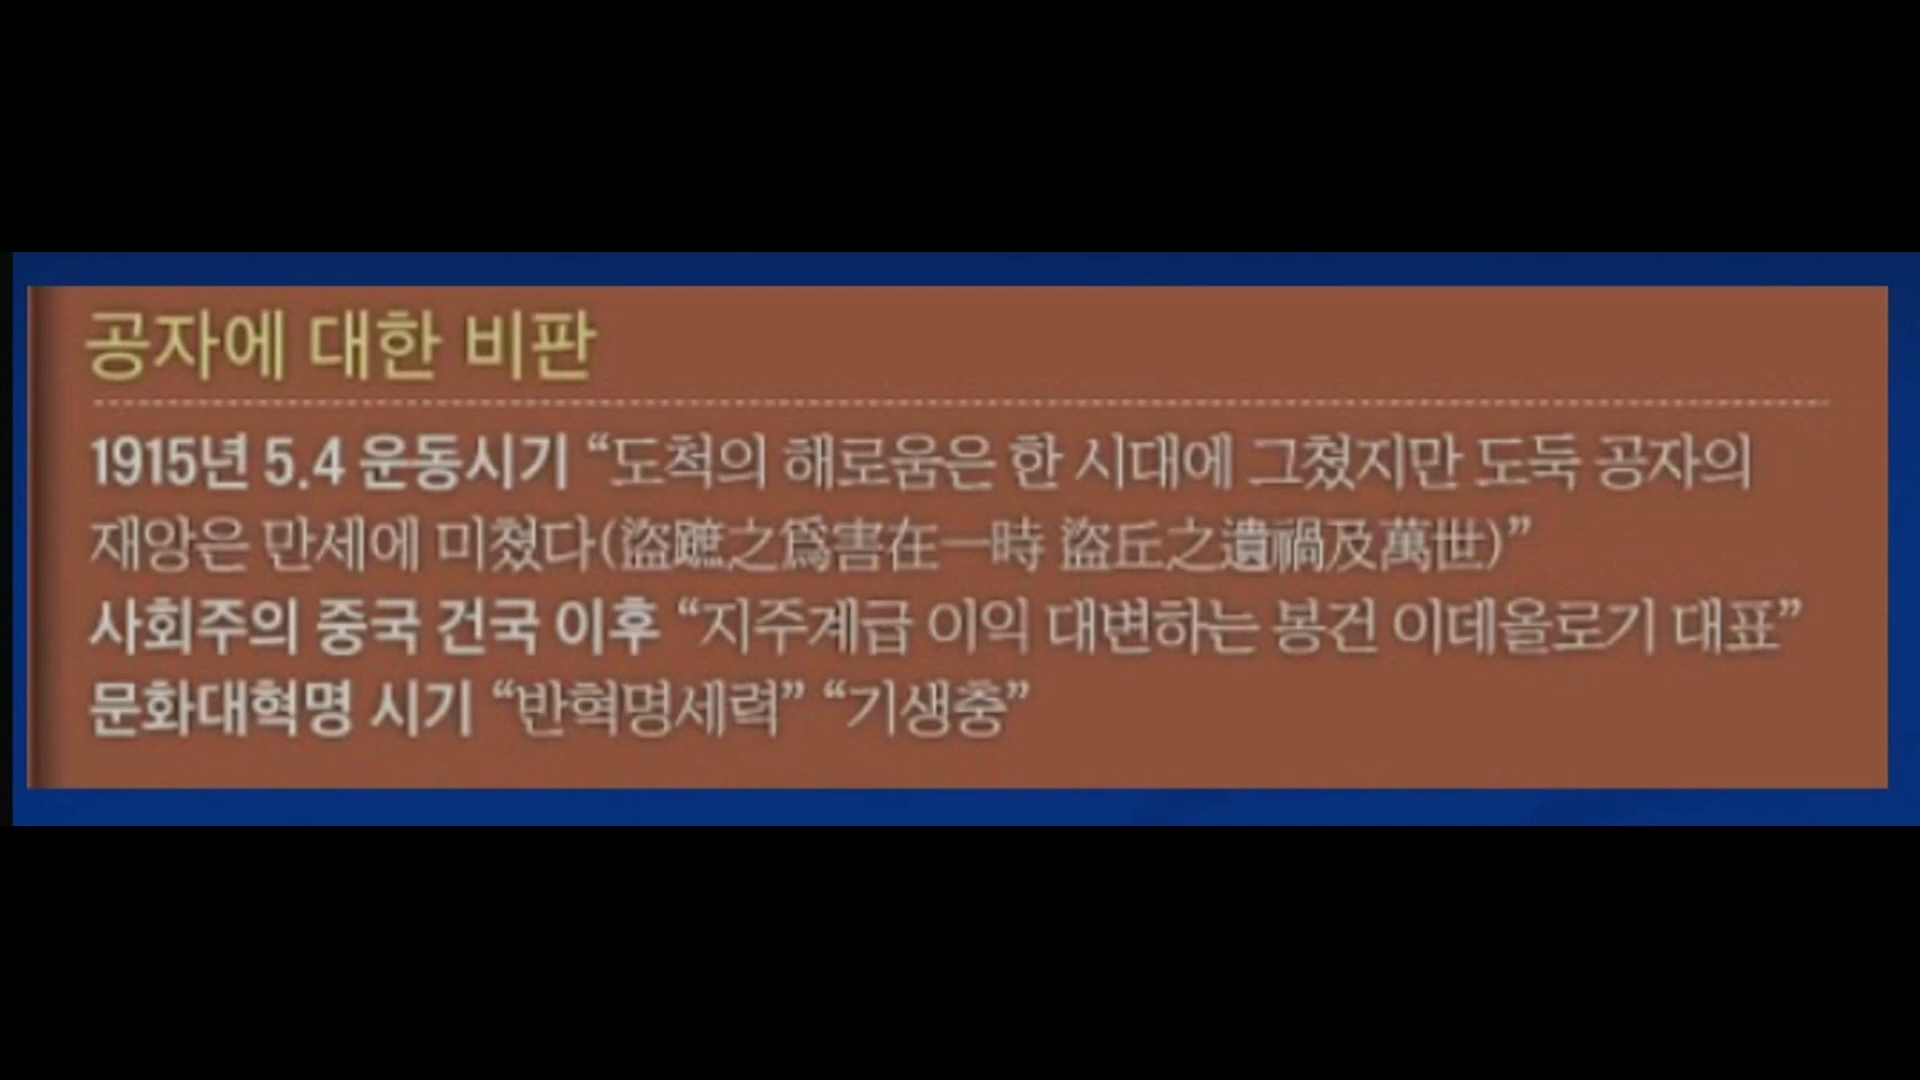 공자에 대한 비판
1915년 5.4 운동시기 “도척의 해로움은 한 시대에 그쳤지만 도둑 공자의
재앙은 만세에 미쳤다(盜蹠之爲害在一時 盜丘之遺禍及萬世)”
사회주의 중국 건국 이후 “지주계급 이익 대변하는 봉건 이데올로기 대표”
문화대혁명 시기 “반혁명세력” “기생충”